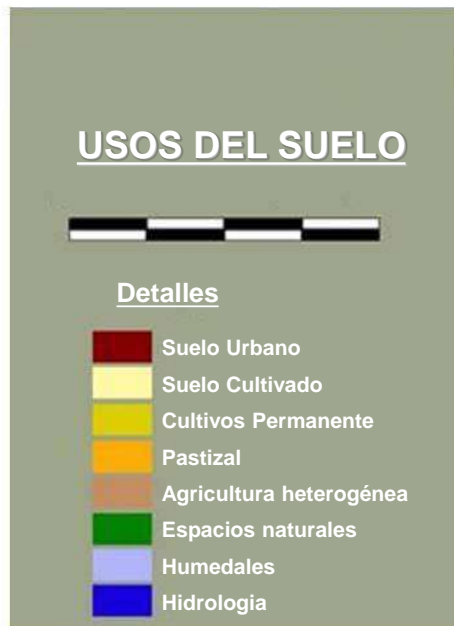 USOS DEL SUELO
Detalles
Suelo Urbano
Suelo Cultivado
Cultivos Permanente
Pastizal
Agricultura heterogénea
Espacios naturales
Humedales
Hidrologia